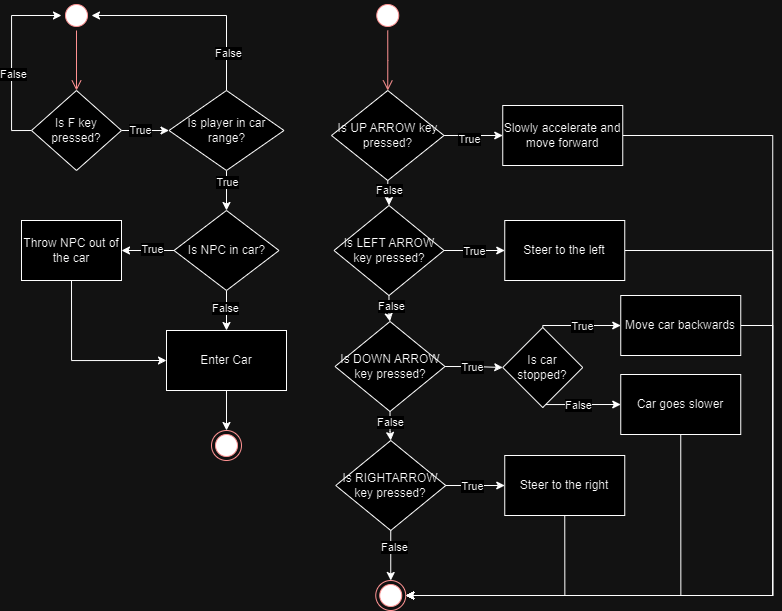 False
False
Is F key
pressed?
True
Is player in car
range?
True
Throw NPC out of
the car
True
Is NPC in car?
False
Enter Car
Is UP ARROW key
pressed?
True
Slowly accelerate and
move forward
False
Is LEFT ARROW
key pressed?
True
Steer to the left
False
Is DOWN ARROW
key pressed?
True
Is car
stopped?
True
Move car backwards
False
Car goes slower
False
Is RIGHTARROW
key pressed?
True
Steer to the right
False